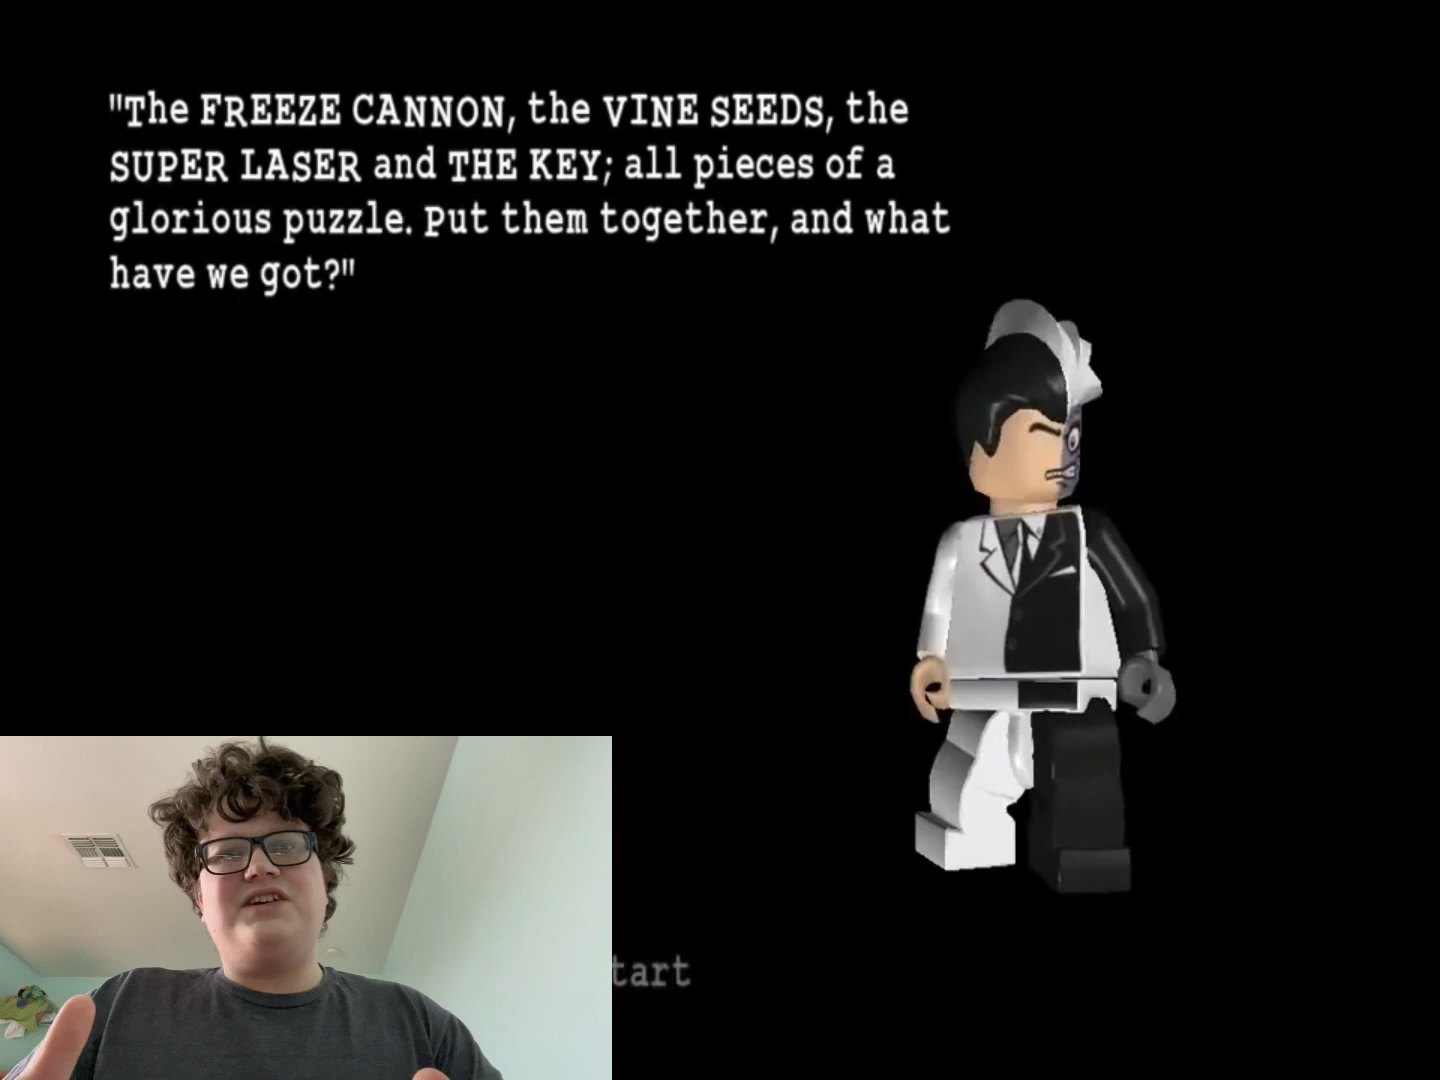 "The FREEZE CANNON, the VINE SEEDS, the
SUPER LASER and THE KEY; all pieces of a
glorious puzzle. Put them together, and what
have we got?"
tart